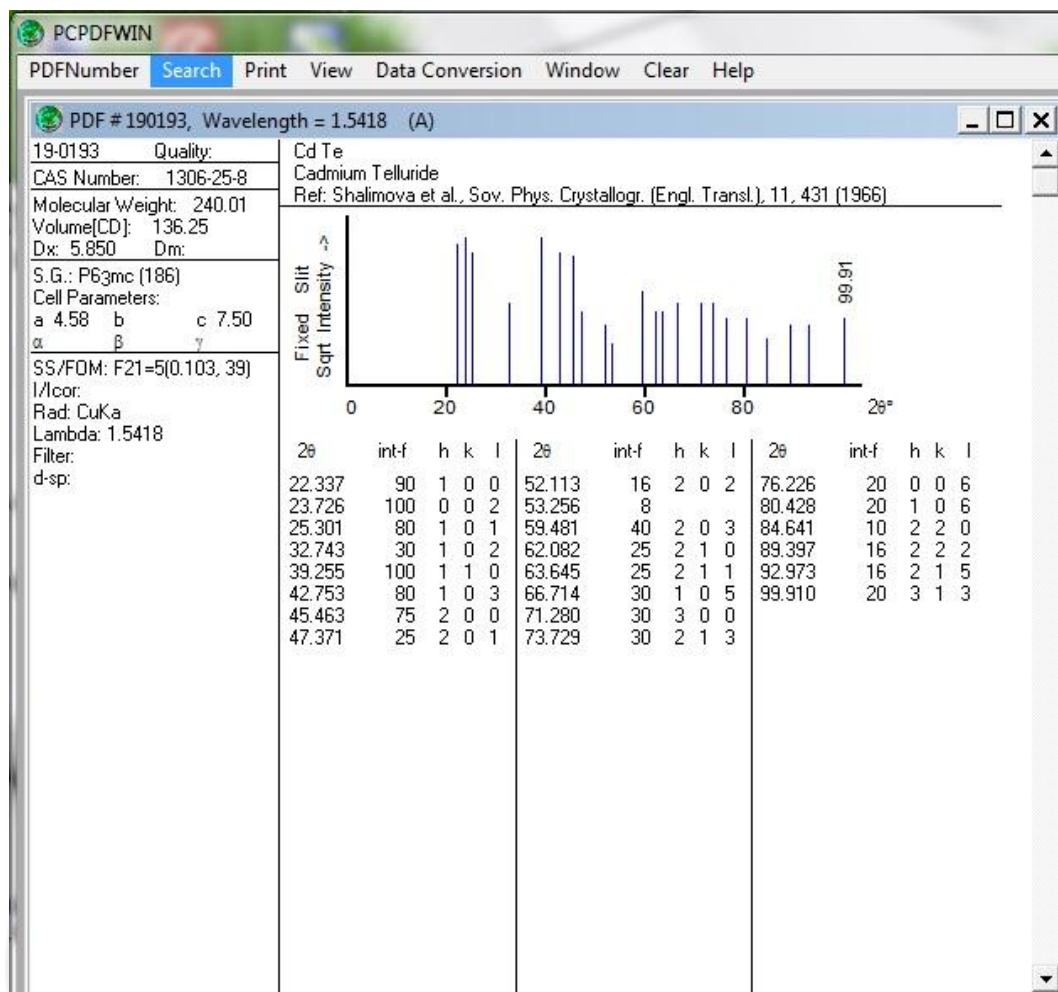 PCPDFWIN
PDFNumber Search Print View Data Conversion Window Clear Help
PDF # 190193, Wavelength = 1.5418 (A)
19-0193 Quality:
CAS Number: 1306-25-8
Molecular Weight: 240.01
Volume[CD]: 136.25
Dx: 5.850 Dm:
S.G.: P63mc (186)
Cell Parameters:
a 4.58 b c 7.50
α β γ
SS/FOM: F21=5(0.103, 39)
I/Icor:
Rad: CuKa
Lambda: 1.5418
Filter:
d-sp:
Cd Te
Cadmium Telluride
Ref: Shalimova et al., Sov. Phys. Crystallogr. (Engl. Transl.), 11, 431 (1966)
Fixed Slit
Sqrt Intensity ->
99.91
0 20 40 60 80 2θ°
2θ int-f h k l 2θ int-f h k l 2θ int-f h k l
22.337 90 1 0 0 52.113 16 2 0 2 76.226 20 0 0 6
23.726 100 0 0 2 53.256 8 80.428 20 1 0 6
25.301 80 1 0 1 59.481 40 2 0 3 84.641 10 2 2 0
32.743 30 1 0 2 62.082 25 2 1 0 89.397 16 2 2 2
39.255 100 1 1 0 63.645 25 2 1 1 92.973 16 2 1 5
42.753 80 1 0 3 66.714 30 1 0 5 99.910 20 3 1 3
45.463 75 2 0 0 71.280 30 3 0 0
47.371 25 2 0 1 73.729 30 2 1 3